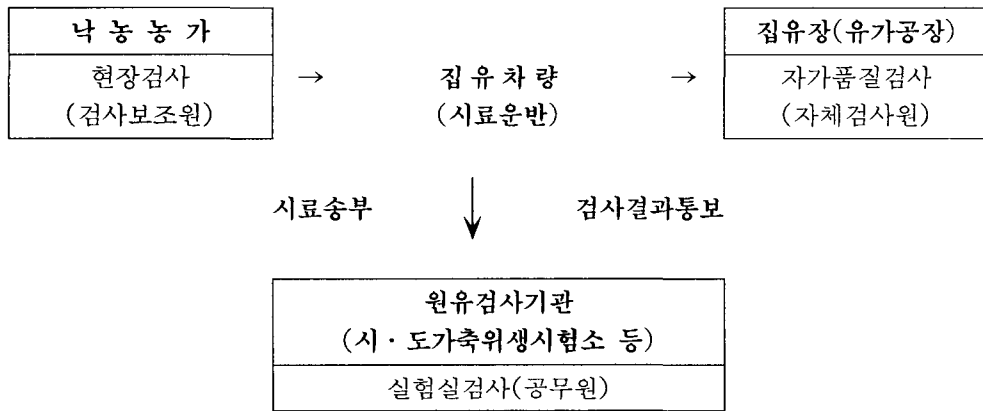 낙 농 농 가
현장검사
(검사보조원)
→
집 유 차 량
(시료운반)
→
집유장(유가공장)
자가품질검사
(자체검사원)
시료송부
검사결과통보
원유검사기관
(시 · 도가축위생시험소 등)
실험실검사(공무원)